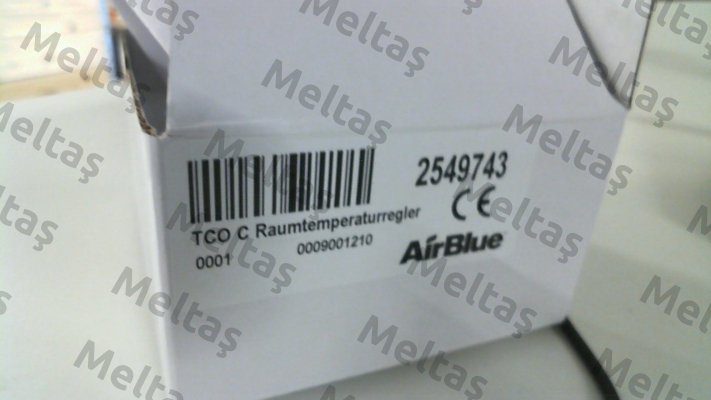 2549743
CE
TCO C Raumtemperaturregler
0001 0009001210
AirBlue
Meltaş